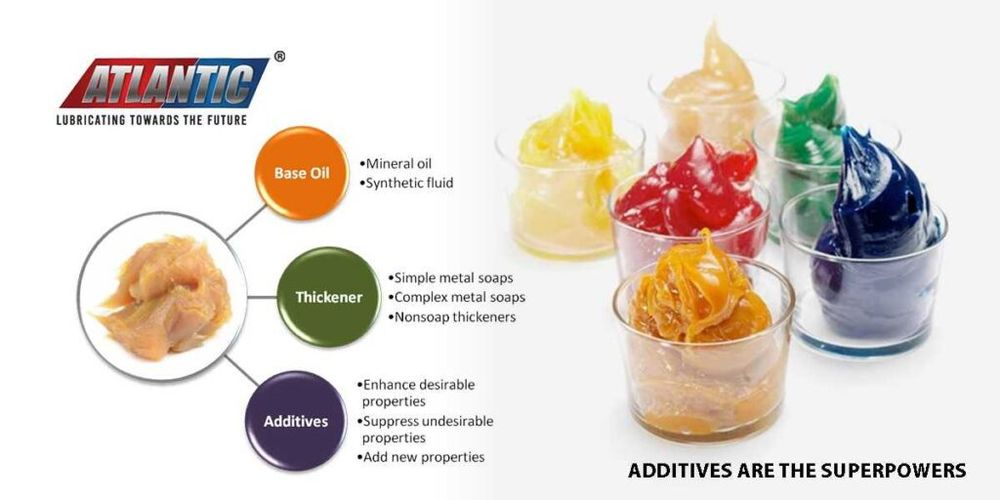 ATLANTIC®
LUBRICATING TOWARDS THE FUTURE
Base Oil
•Mineral oil
•Synthetic fluid
Thickener
•Simple metal soaps
•Complex metal soaps
•Nonsoap thickeners
Additives
•Enhance desirable
properties
•Suppress undesirable
properties
•Add new properties
ADDITIVES ARE THE SUPERPOWERS